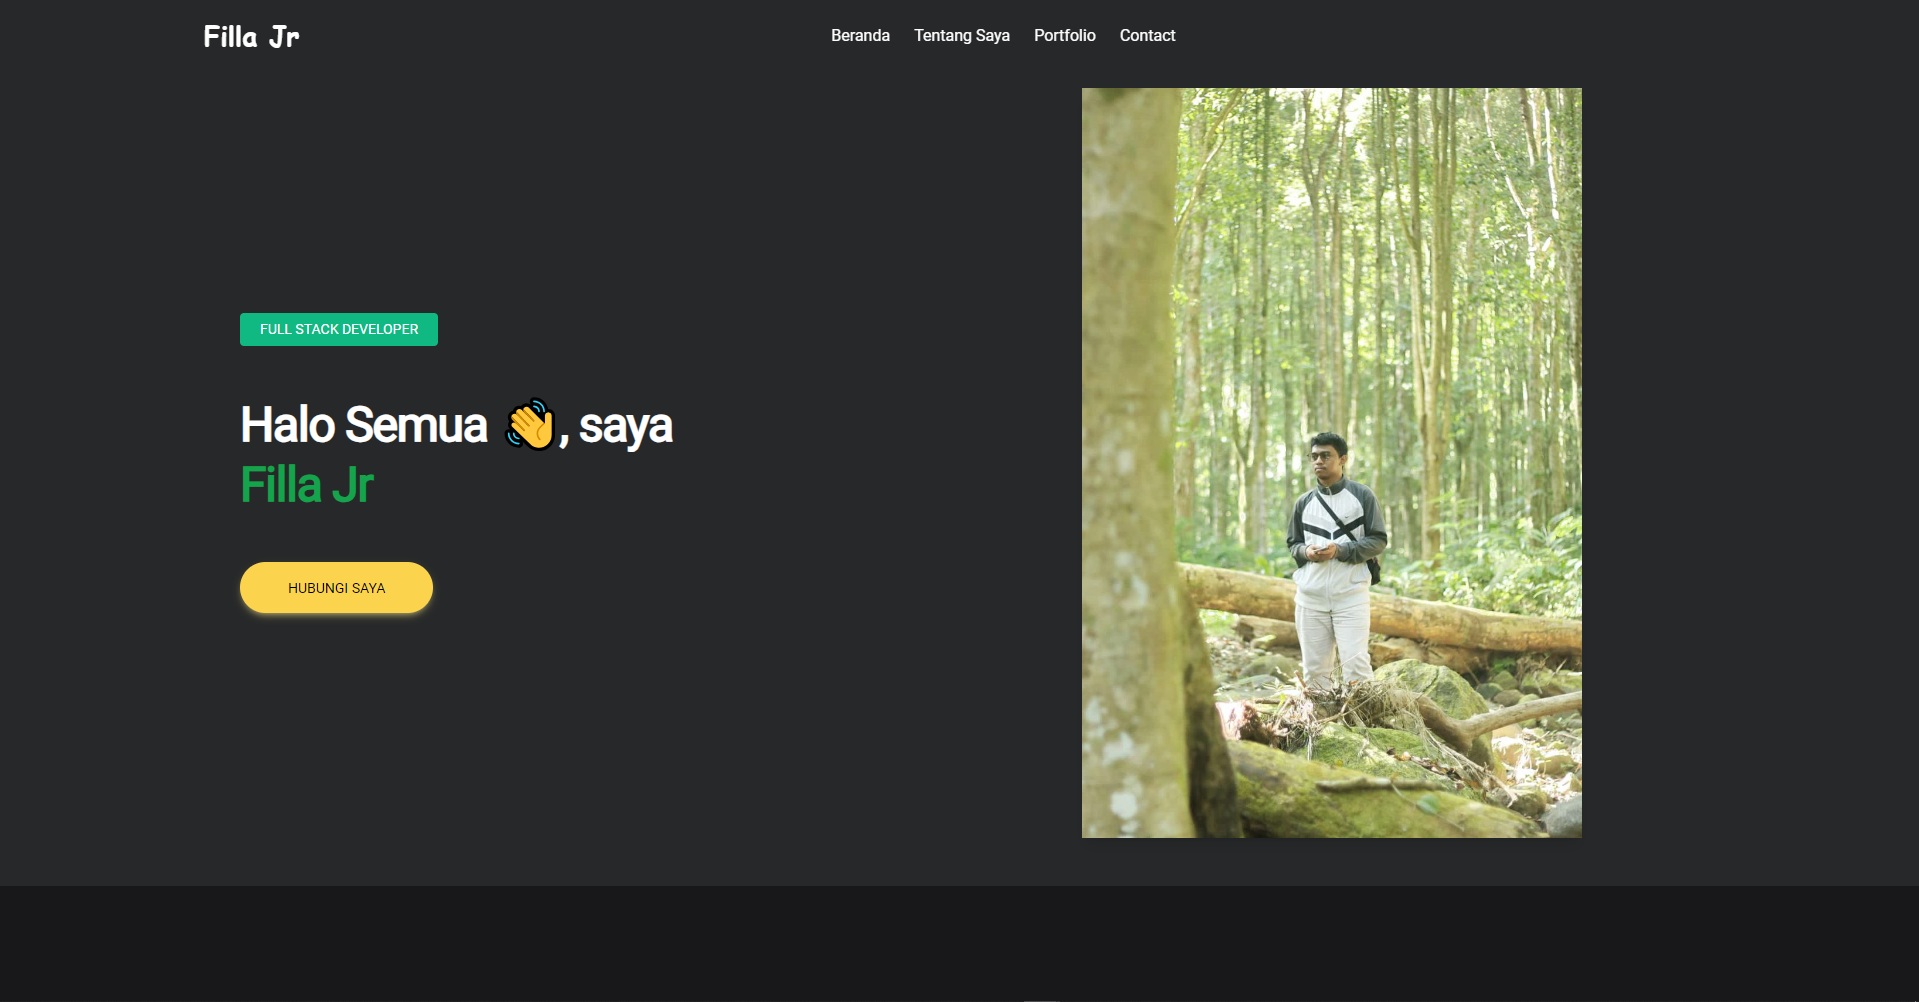 Filla Jr
Beranda Tentang Saya Portfolio Contact
FULL STACK DEVELOPER
Halo Semua 👋, saya
Filla Jr
HUBUNGI SAYA